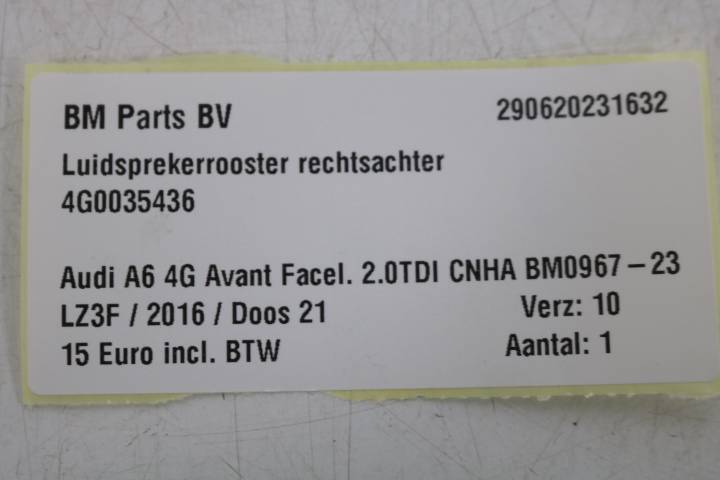 BM Parts BV 290620231632
Luidsprekerrooster rechtsachter
4G0035436
Audi A6 4G Avant Facel. 2.0TDI CNHA BM0967-23
LZ3F / 2016 / Doos 21 Verz: 10
15 Euro incl. BTW Aantal: 1